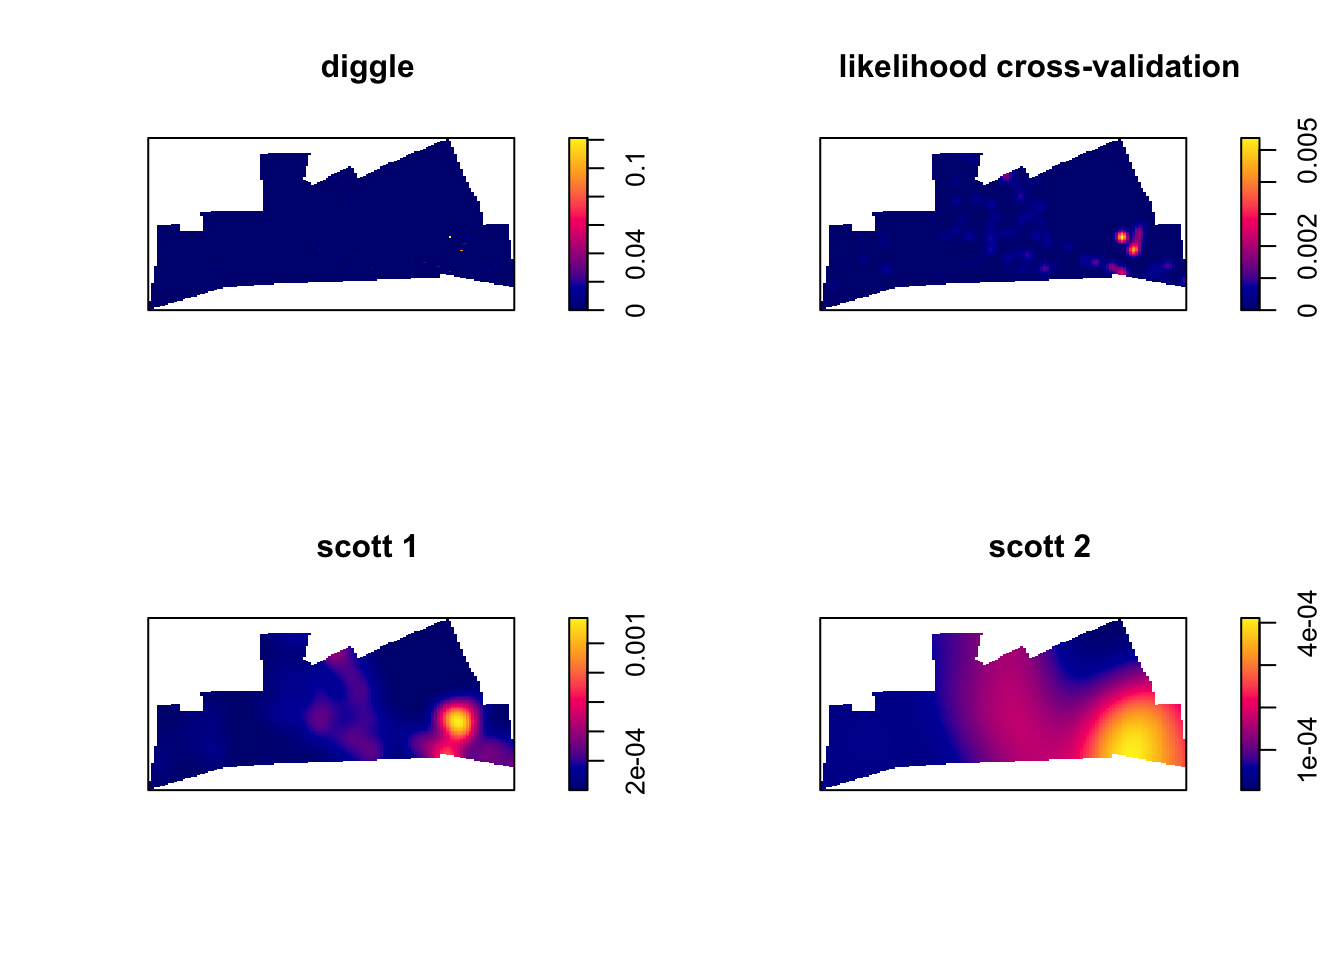 diggle
0.1
0.04
0
likelihood cross-validation
0.005
0.002
0
scott 1
0.001
2e-04
scott 2
4e-04
1e-04